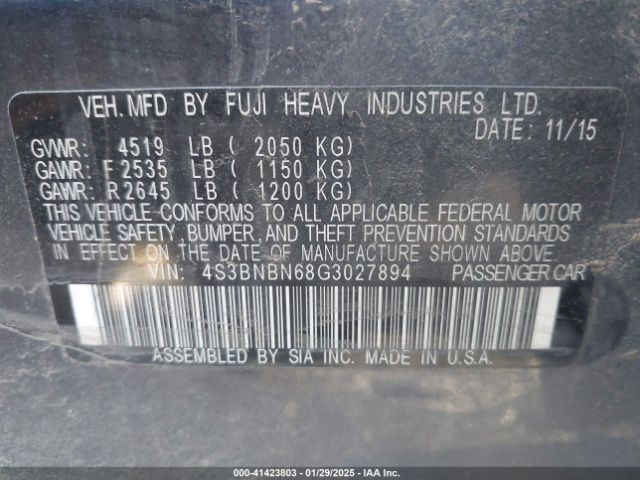 VEH. MFD BY FUJI HEAVY INDUSTRIES LTD.
DATE: 11/15
GVWR: 4519 LB ( 2050 KG)
GAWR: F 2535 LB ( 1150 KG)
GAWR: R 2645 LB ( 1200 KG)
THIS VEHICLE CONFORMS TO ALL APPLICABLE FEDERAL MOTOR
VEHICLE SAFETY, BUMPER, AND THEFT PREVENTION STANDARDS
IN EFFECT ON THE DATE OF MANUFACTURE SHOWN ABOVE
VIN: 4S3BNBN68G3027894 PASSENGER CAR
ASSEMBLED BY SIA INC. MADE IN U.S.A.
000-41423803 - 01/29/2025 - IAA Inc.